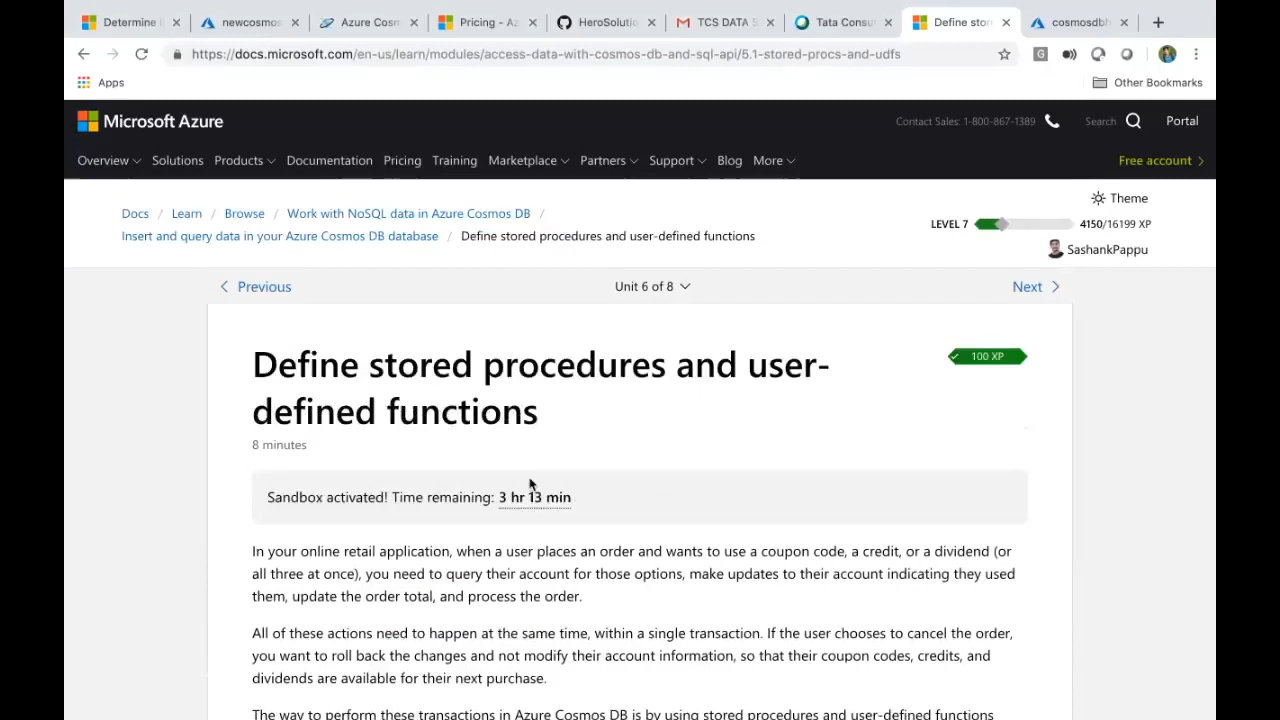 Determine
newcosmos
Azure Cosm
Pricing - Az
HeroSolutio
TCS DATA
Tata Consu
Define stor
cosmosdb
https://docs.microsoft.com/en-us/learn/modules/access-data-with-cosmos-db-and-sql-api/5.1-stored-procs-and-udfs
Apps
Other Bookmarks
Microsoft Azure
Contact Sales: 1-800-867-1389
Search
Portal
Overview
Solutions
Products
Documentation
Pricing
Training
Marketplace
Partners
Support
Blog
More
Free account
Docs / Learn / Browse / Work with NoSQL data in Azure Cosmos DB /
Insert and query data in your Azure Cosmos DB database / Define stored procedures and user-defined functions
Theme
LEVEL 7 4150/16199 XP
SashankPappu
Previous
Unit 6 of 8
Next
Define stored procedures and user-
defined functions
100 XP
8 minutes
Sandbox activated! Time remaining: 3 hr 13 min
In your online retail application, when a user places an order and wants to use a coupon code, a credit, or a dividend (or
all three at once), you need to query their account for those options, make updates to their account indicating they used
them, update the order total, and process the order.
All of these actions need to happen at the same time, within a single transaction. If the user chooses to cancel the order,
you want to roll back the changes and not modify their account information, so that their coupon codes, credits, and
dividends are available for their next purchase.
The way to perform these transactions in Azure Cosmos DB is by using stored procedures and user-defined functions